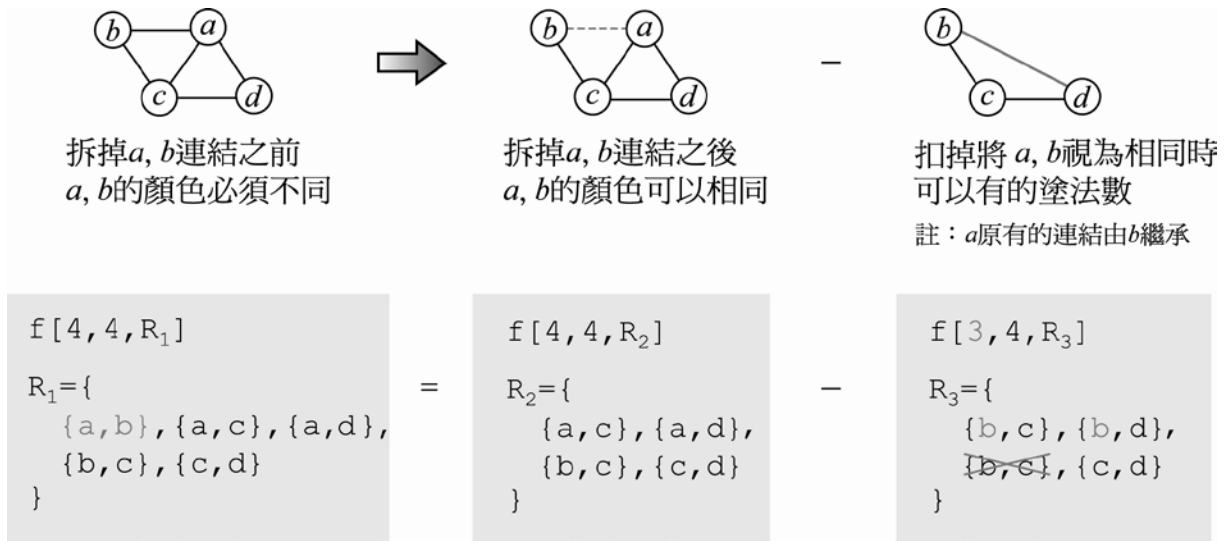 b a
c d
b a
c d
−
b
c d
拆掉a, b連結之前
a, b的顏色必須不同
拆掉a, b連結之後
a, b的顏色可以相同
扣掉將 a, b視為相同時
可以有的塗法數
註：a原有的連結由b繼承
f[4,4,R₁]
R₁={
{a,b},{a,c},{a,d},
{b,c},{c,d}
}
=
f[4,4,R₂]
R₂={
{a,c},{a,d},
{b,c},{c,d}
}
−
f[3,4,R₃]
R₃={
{b,c},{b,d},
{b,c},{c,d}
}